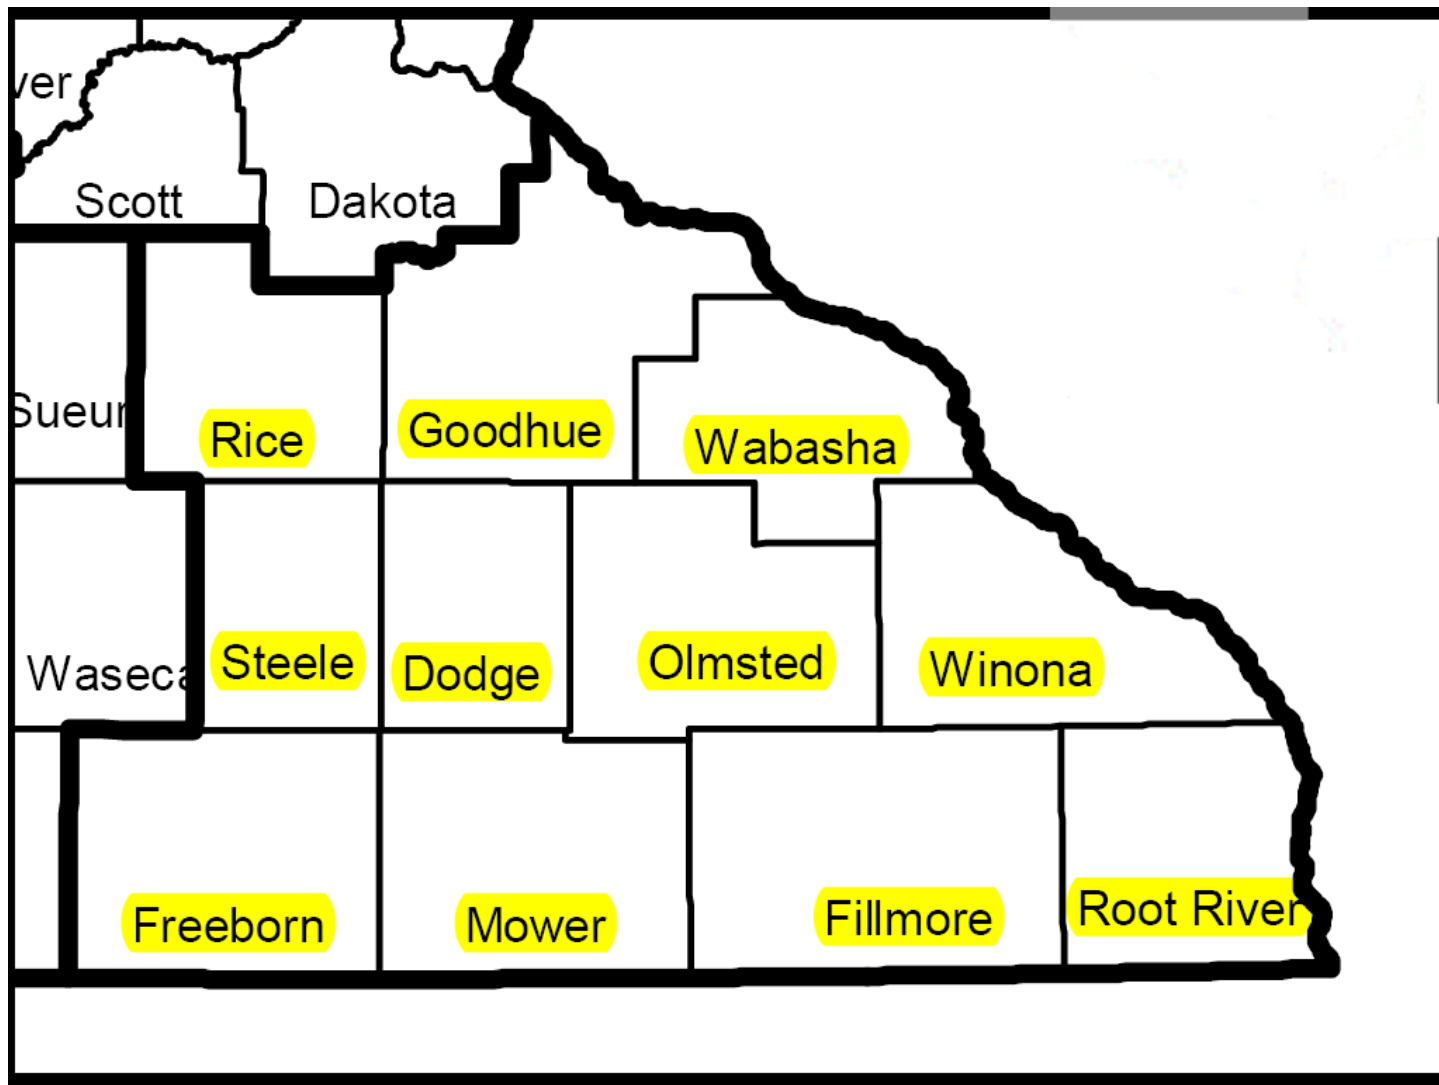 ver
Scott
Dakota
Sueur
Rice
Goodhue
Wabasha
Waseca
Steele
Dodge
Olmsted
Winona
Freeborn
Mower
Fillmore
Root River